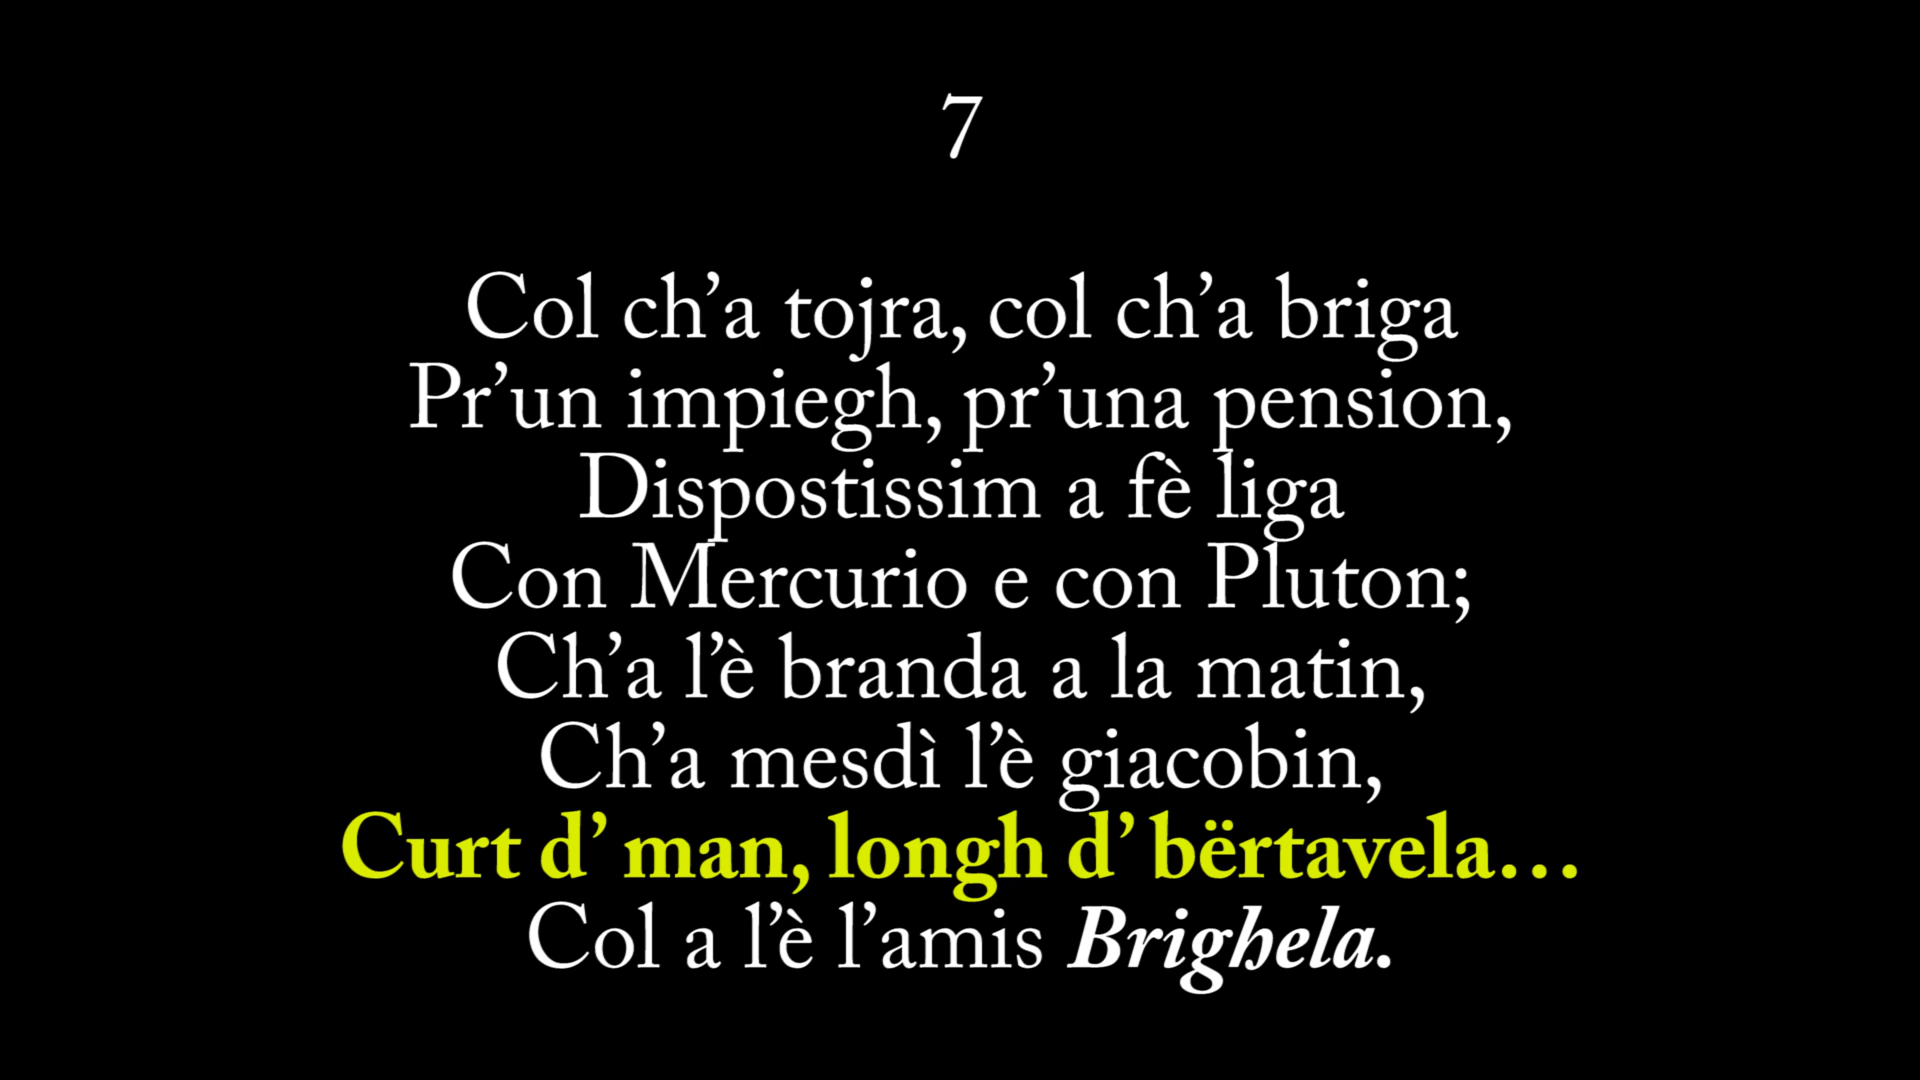 7
Col ch’a tojra, col ch’a briga
Pr’un impiegh, pr’una pension,
Dispostissim a fè liga
Con Mercurio e con Pluton;
Ch’a l’è branda a la matin,
Ch’a mesdì l’è giacobin,
Curt d’ man, longh d’ bërtavela…
Col a l’è l’amis Brighela.